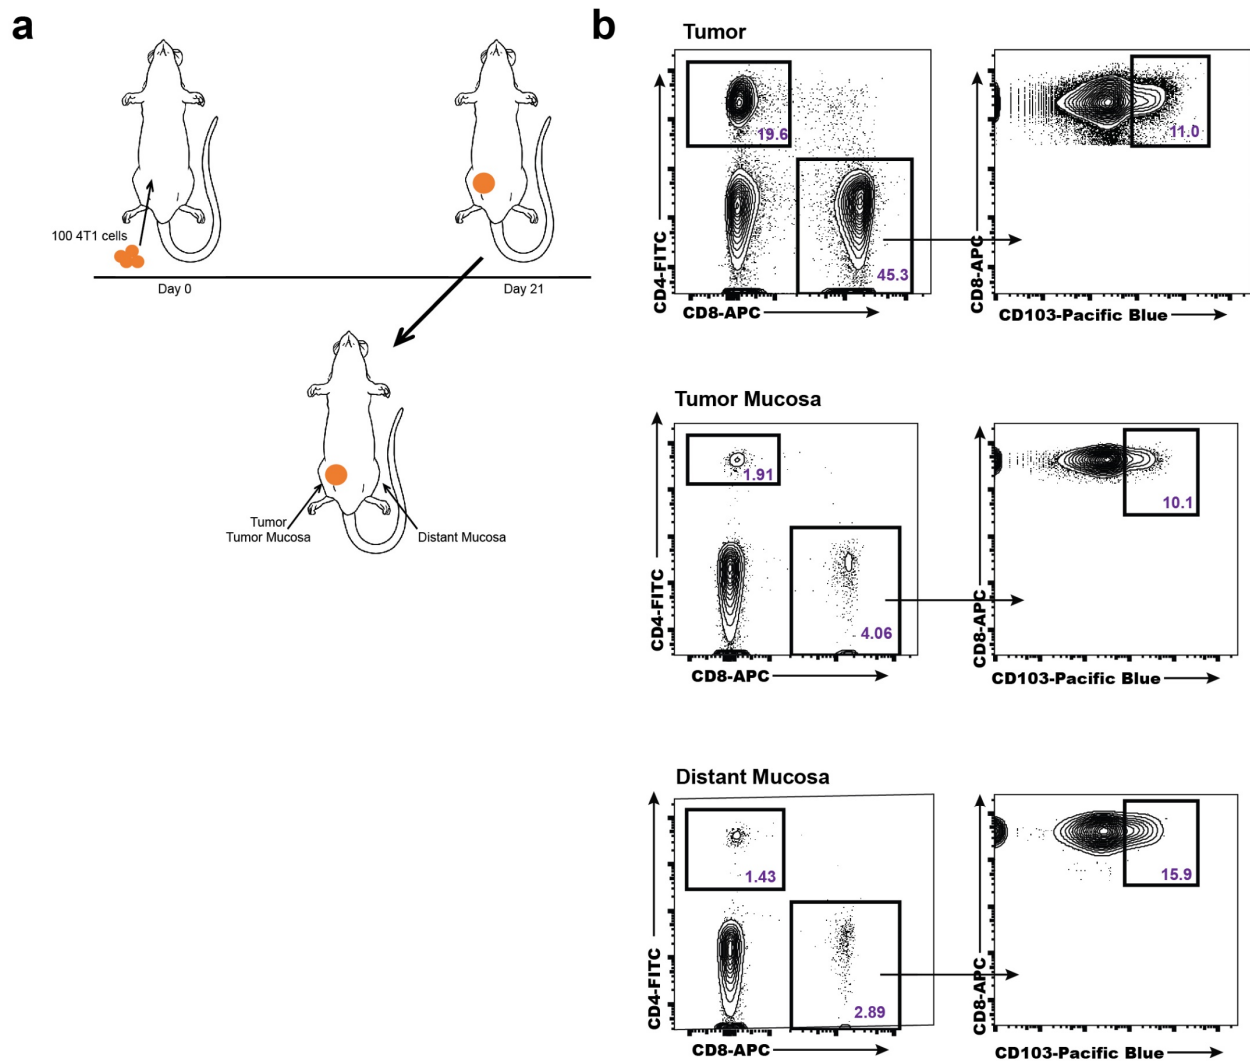 a
100 4T1 cells
Day 0
Day 21
Tumor
Tumor Mucosa
Distant Mucosa
b
Tumor
19.6
45.3
CD4-FITC
CD8-APC
11.0
CD8-APC
CD103-Pacific Blue
Tumor Mucosa
1.91
4.06
CD4-FITC
CD8-APC
10.1
CD8-APC
CD103-Pacific Blue
Distant Mucosa
1.43
2.89
CD4-FITC
CD8-APC
15.9
CD8-APC
CD103-Pacific Blue